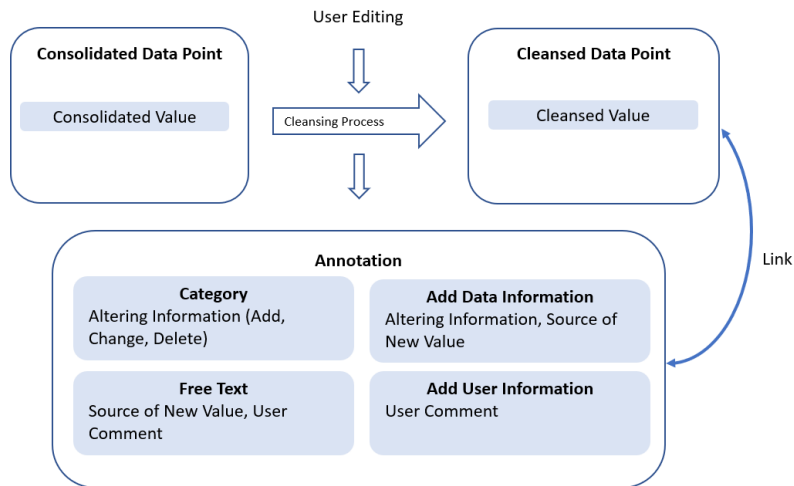 User Editing
Consolidated Data Point
Cleansed Data Point
Consolidated Value
Cleansing Process
Cleansed Value
Annotation
Link
Category
Altering Information (Add,
Change, Delete)
Add Data Information
Altering Information, Source of
New Value
Free Text
Source of New Value, User
Comment
Add User Information
User Comment